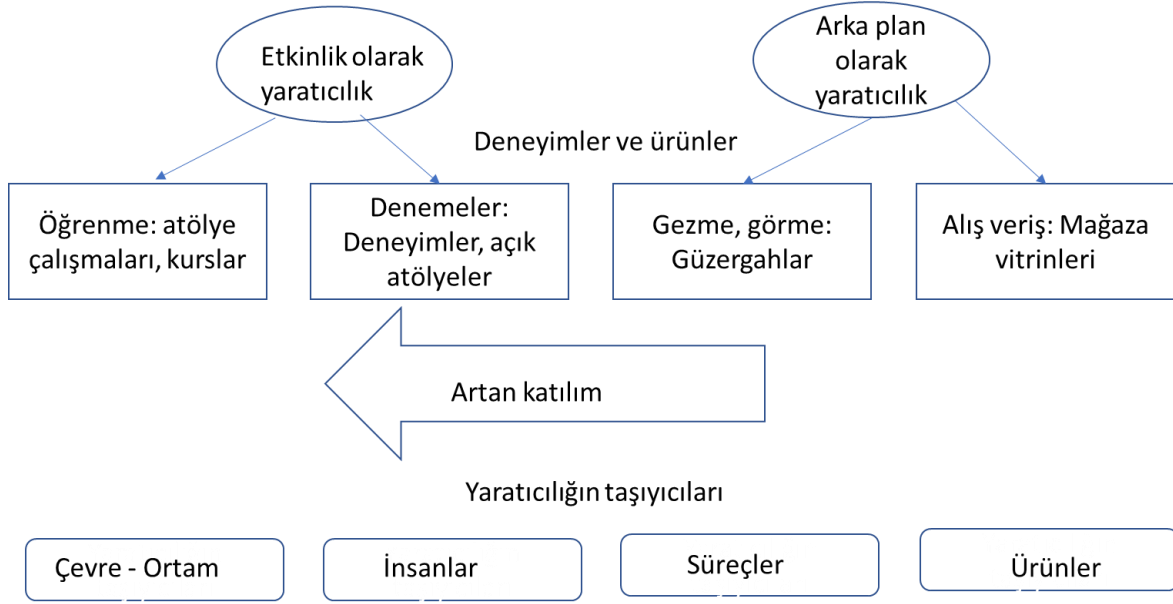 Etkinlik olarak
yaratıcılık
Arka plan
olarak
yaratıcılık
Deneyimler ve ürünler
Öğrenme: atölye
çalışmaları, kurslar
Denemeler:
Deneyimler, açık
atölyeler
Gezme, görme:
Güzergahlar
Alış veriş: Mağaza
vitrinleri
Artan katılım
Yaratıcılığın taşıyıcıları
Çevre - Ortam
İnsanlar
Süreçler
Ürünler